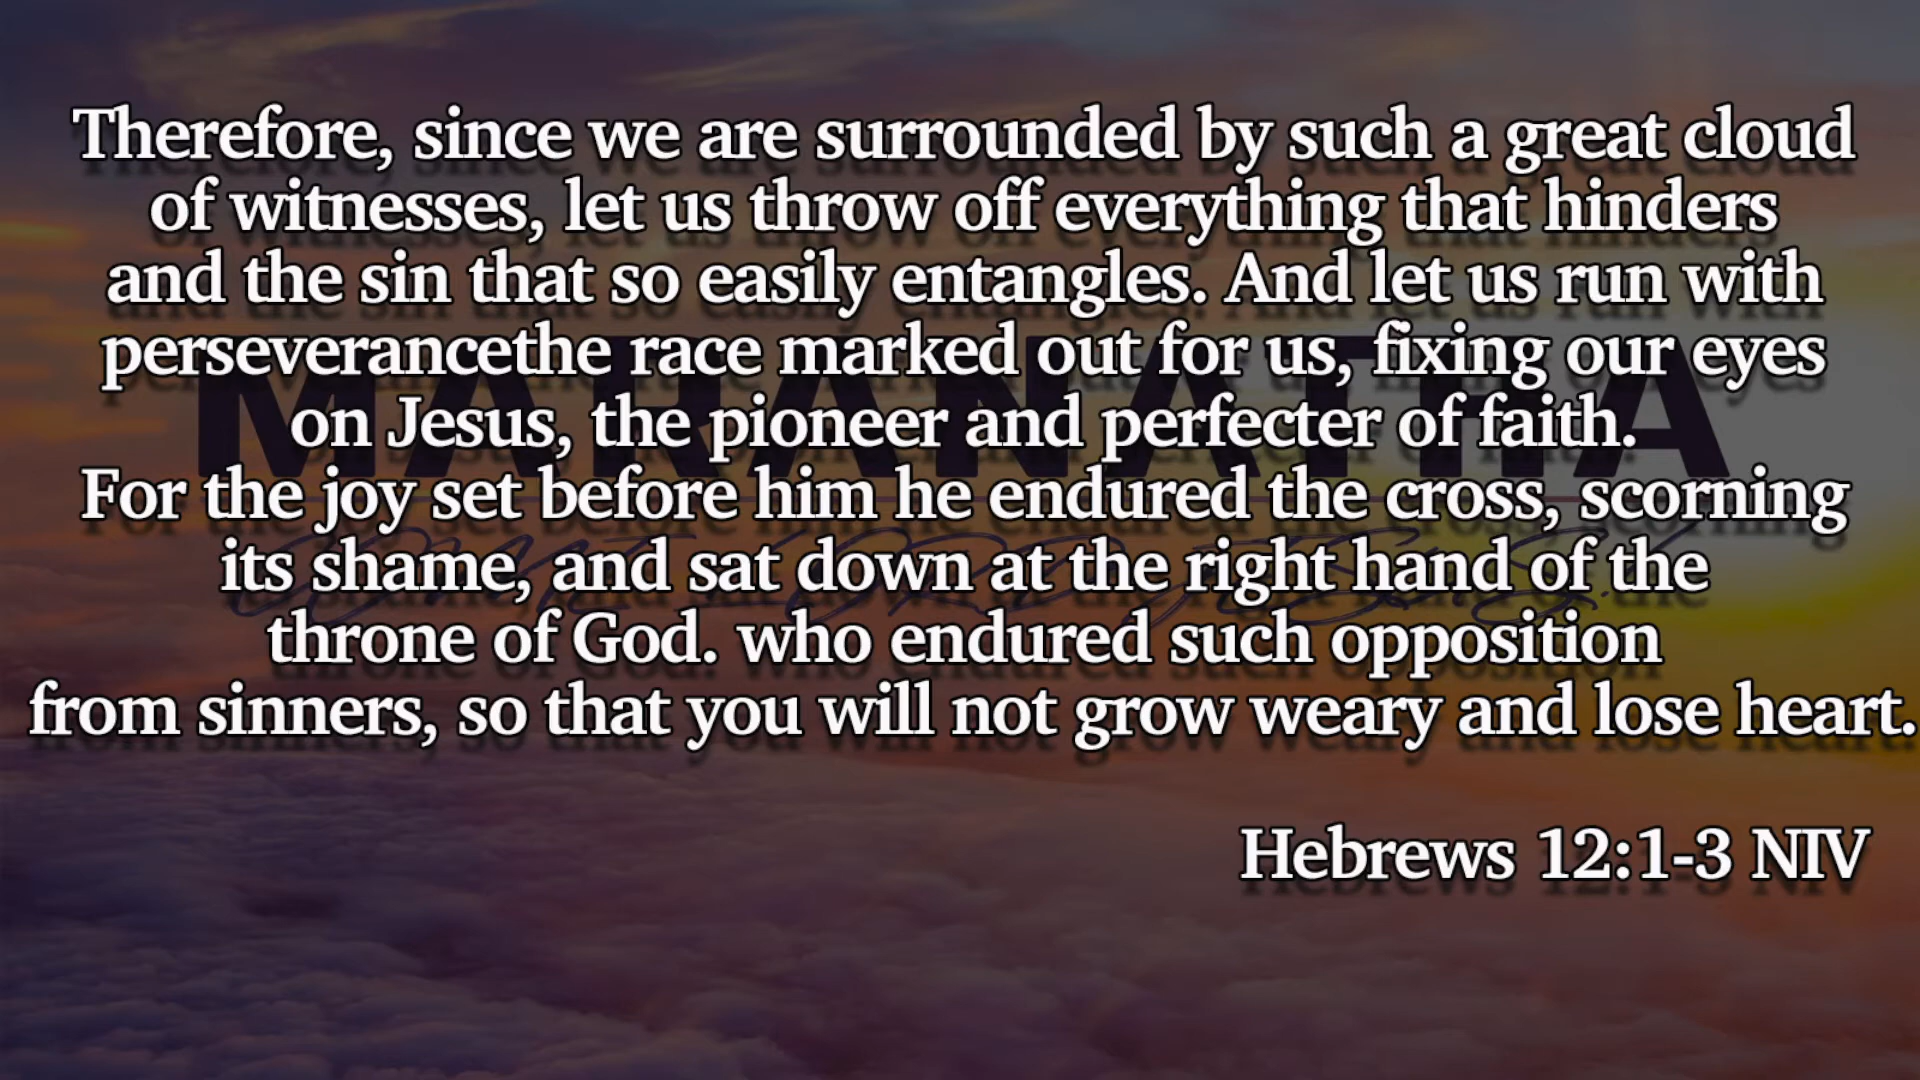 Therefore, since we are surrounded by such a great cloud
of witnesses, let us throw off everything that hinders
and the sin that so easily entangles. And let us run with
perseverancethe race marked out for us, fixing our eyes
on Jesus, the pioneer and perfecter of faith.
For the joy set before him he endured the cross, scorning
its shame, and sat down at the right hand of the
throne of God. who endured such opposition
from sinners, so that you will not grow weary and lose heart.
Hebrews 12:1-3 NIV
MARANATHA
COME LORD JESUS!